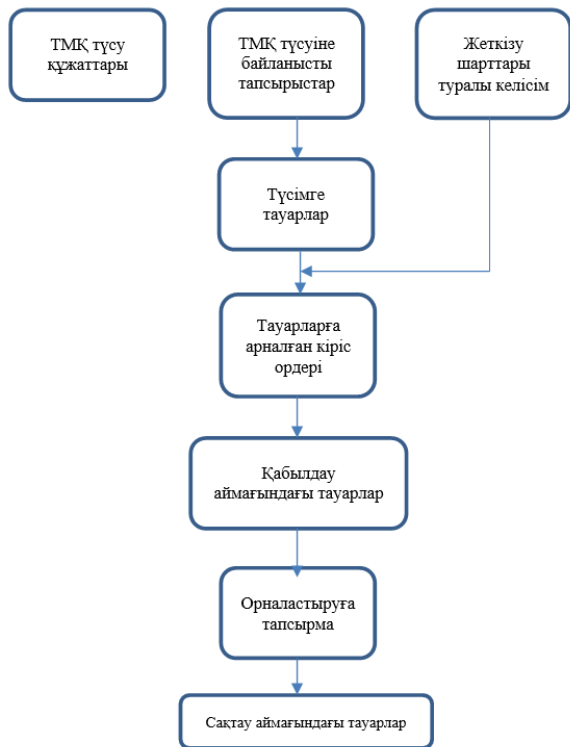 ТМҚ түсу
құжаттары
ТМҚ түсуіне
байланысты
тапсырыстар
Жеткізу
шарттары
туралы келісім
Түсімге
тауарлар
Тауарларға
арналған кіріс
ордері
Қабылдау
аймағындағы тауарлар
Орналастыруға
тапсырма
Сақтау аймағындағы тауарлар